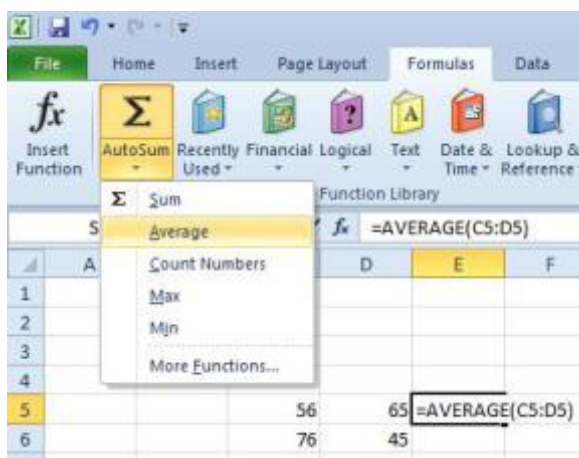 File Home Insert Page Layout Formulas Data
fx Σ ? A
Insert Function AutoSum Recently Used Financial Logical Text Date & Time Lookup & Reference
Function Library
Σ Sum
Average
Count Numbers
Max
Min
More Functions...
S fx =AVERAGE(C5:D5)
A D E F
1
2
3
4
5 56 65 =AVERAGE(C5:D5)
6 76 45